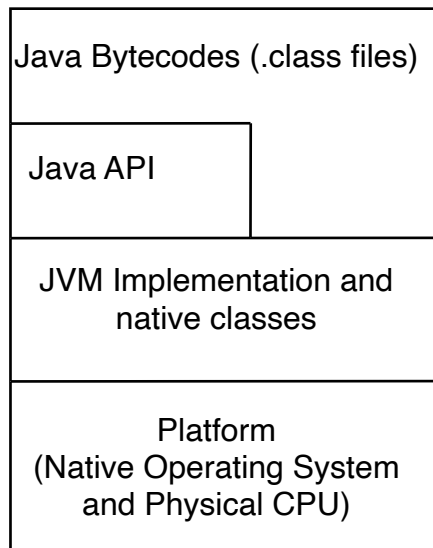 Java Bytecodes (.class files)
Java API
JVM Implementation and
native classes
Platform
(Native Operating System
and Physical CPU)